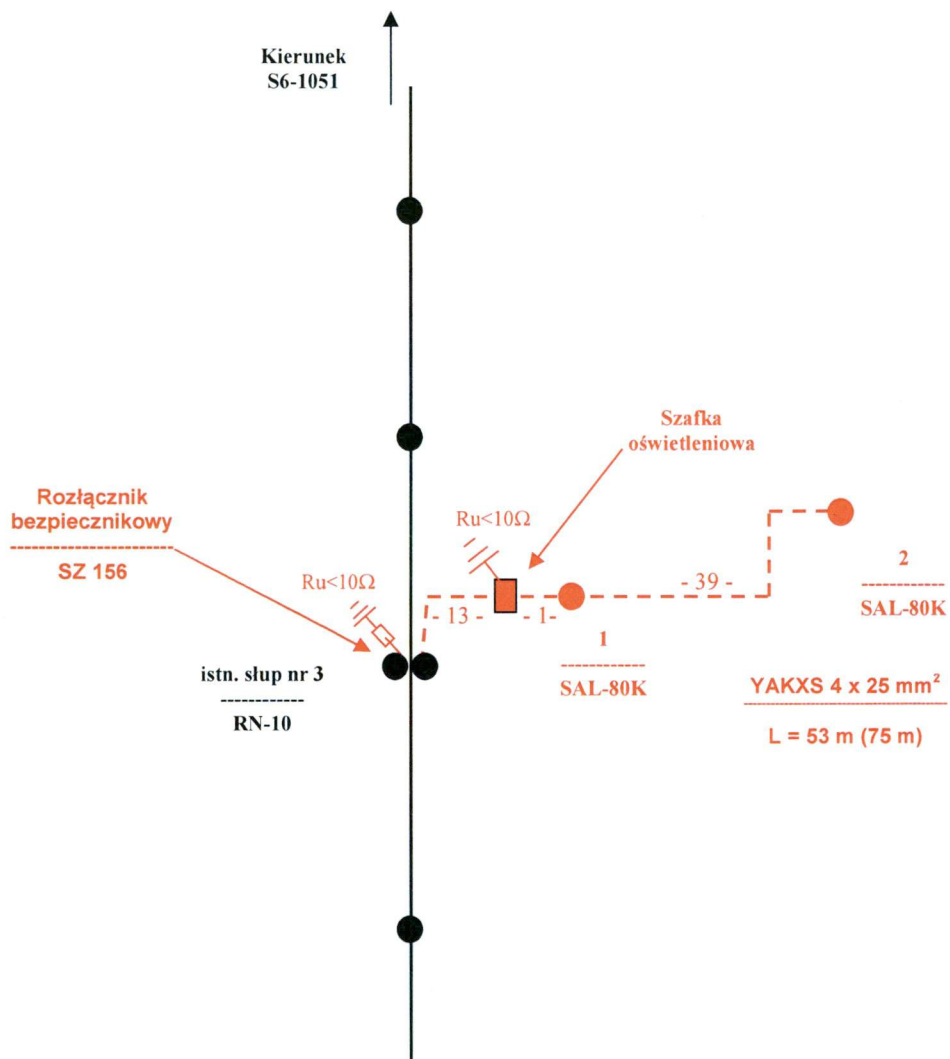 Kierunek
S6-1051
Szafka
oświetleniowa
Rozłącznik
bezpiecznikowy
SZ 156
Ru<10Ω
Ru<10Ω
- 13 -
- 1-
- 39 -
1
SAL-80K
2
SAL-80K
istn. słup nr 3
RN-10
YAKXS 4 x 25 mm²
L = 53 m (75 m)